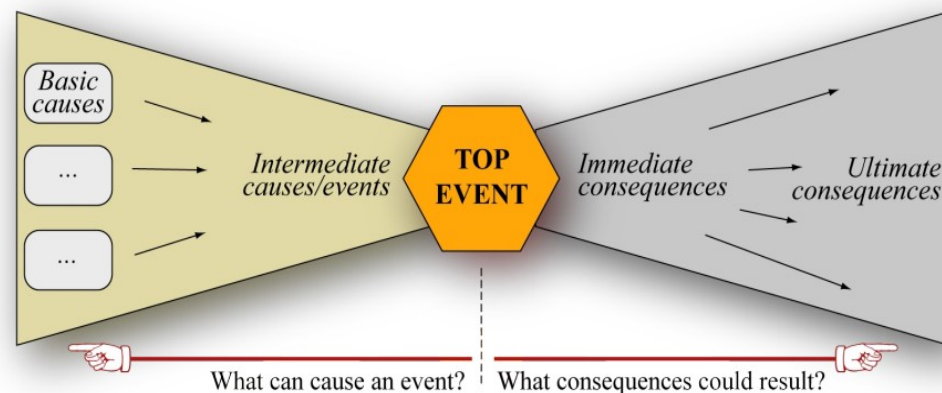 Basic
causes
...
...
Intermediate
causes/events
TOP
EVENT
Immediate
consequences
Ultimate
consequences
What can cause an event?
What consequences could result?